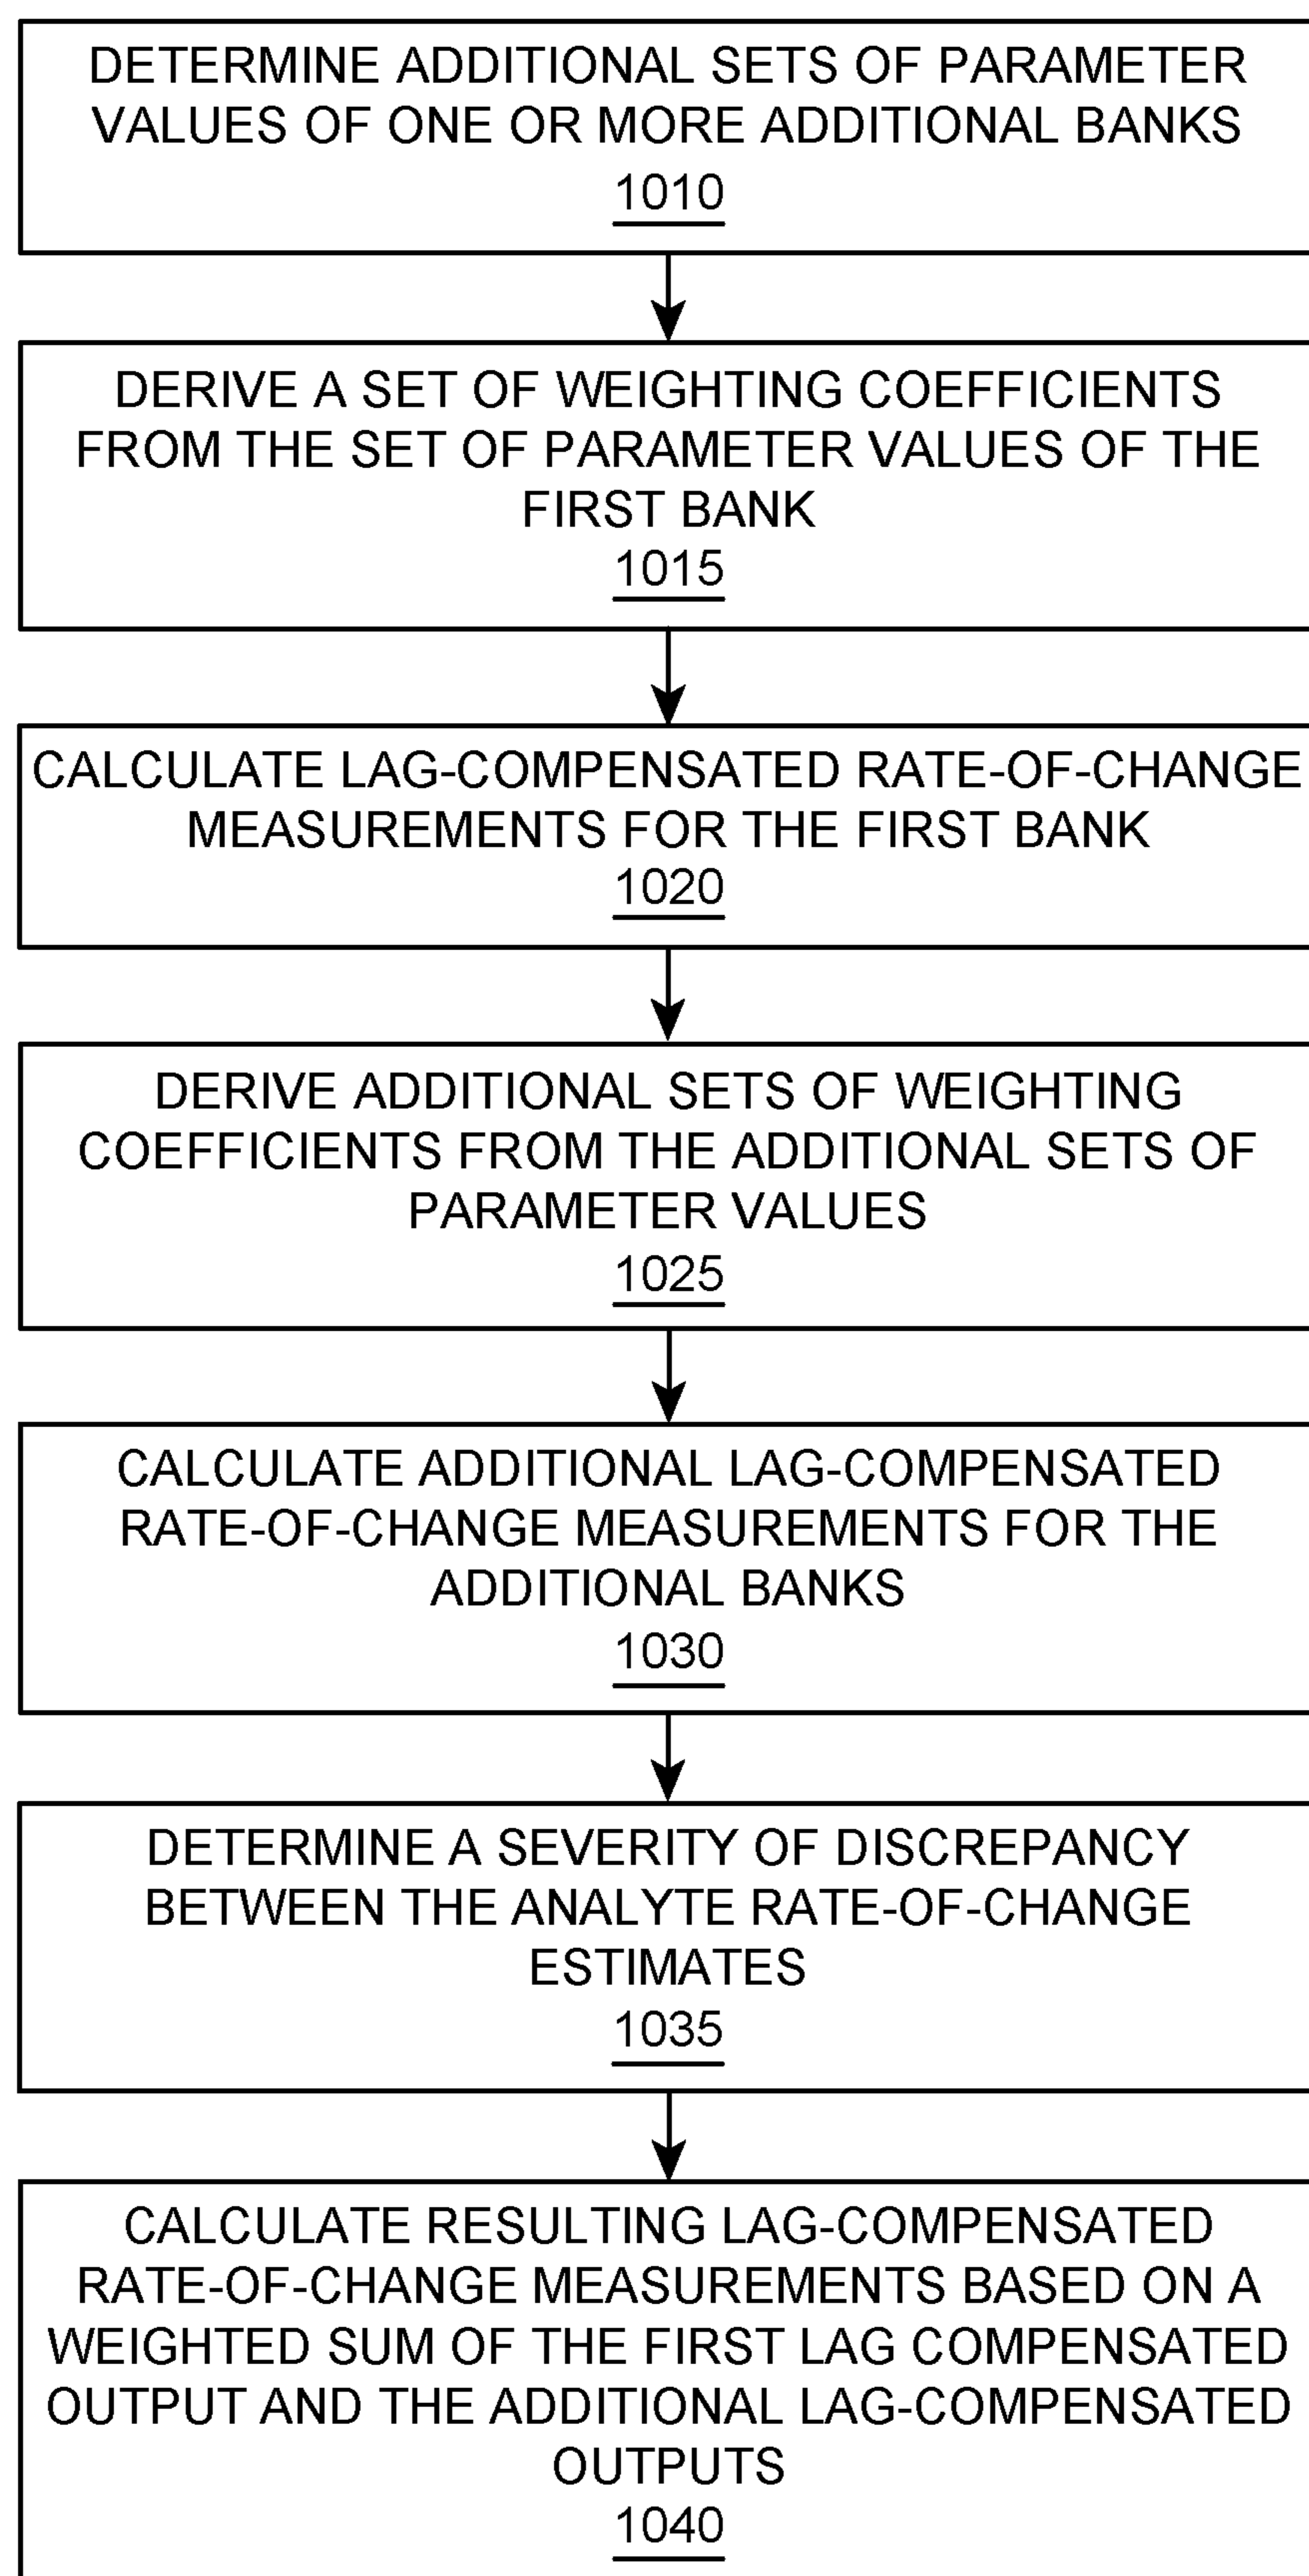 DETERMINE ADDITIONAL SETS OF PARAMETER
VALUES OF ONE OR MORE ADDITIONAL BANKS
1010
DERIVE A SET OF WEIGHTING COEFFICIENTS
FROM THE SET OF PARAMETER VALUES OF THE
FIRST BANK
1015
CALCULATE LAG-COMPENSATED RATE-OF-CHANGE
MEASUREMENTS FOR THE FIRST BANK
1020
DERIVE ADDITIONAL SETS OF WEIGHTING
COEFFICIENTS FROM THE ADDITIONAL SETS OF
PARAMETER VALUES
1025
CALCULATE ADDITIONAL LAG-COMPENSATED
RATE-OF-CHANGE MEASUREMENTS FOR THE
ADDITIONAL BANKS
1030
DETERMINE A SEVERITY OF DISCREPANCY
BETWEEN THE ANALYTE RATE-OF-CHANGE
ESTIMATES
1035
CALCULATE RESULTING LAG-COMPENSATED
RATE-OF-CHANGE MEASUREMENTS BASED ON A
WEIGHTED SUM OF THE FIRST LAG COMPENSATED
OUTPUT AND THE ADDITIONAL LAG-COMPENSATED
OUTPUTS
1040